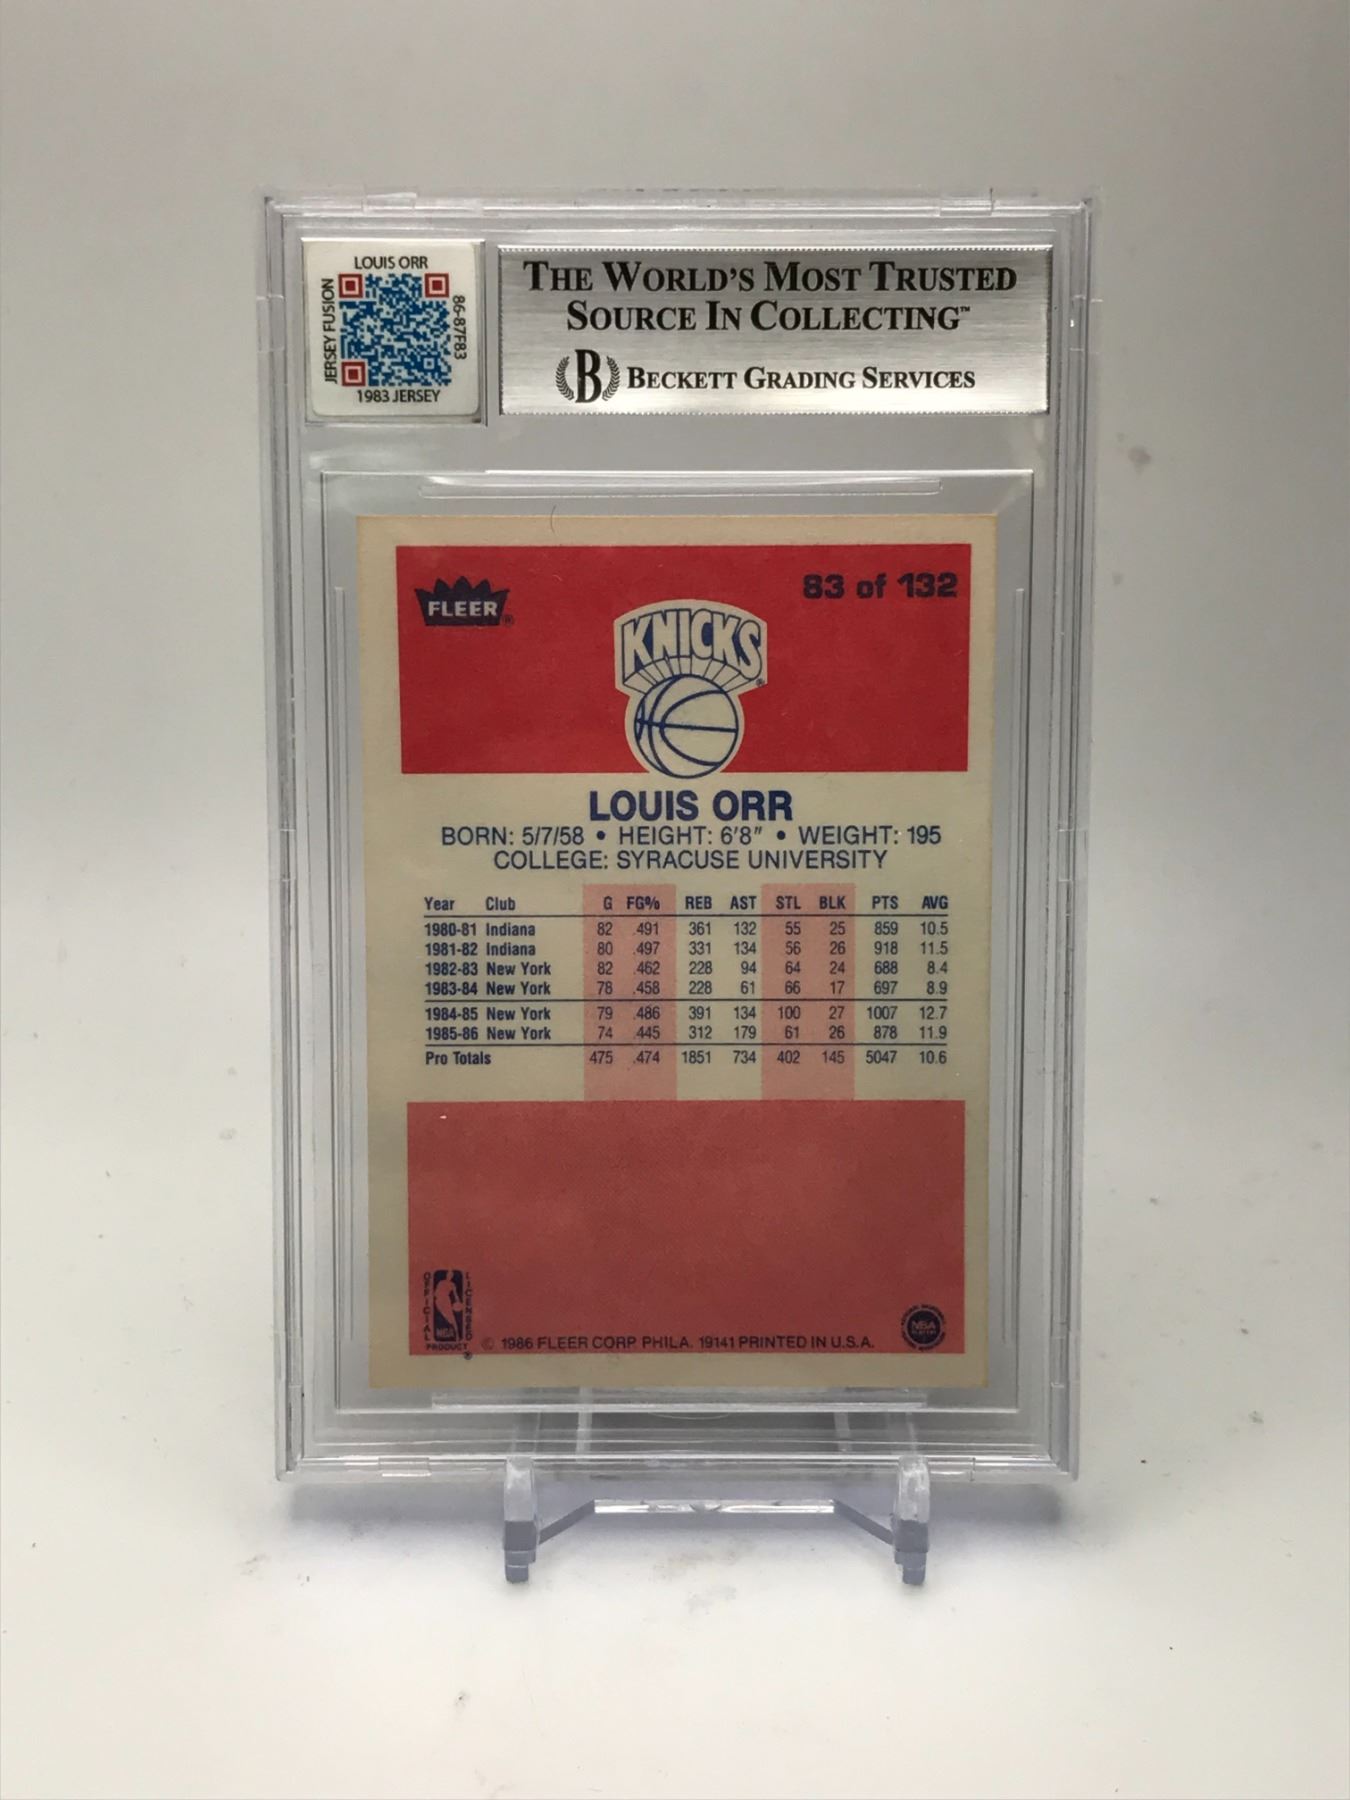 LOUIS ORR
JERSEY FUSION
86-87F83
1983 JERSEY
THE WORLD'S MOST TRUSTED
SOURCE IN COLLECTING™
B BECKETT GRADING SERVICES
FLEER®
83 of 132
KNICKS®
LOUIS ORR
BORN: 5/7/58 • HEIGHT: 6'8" • WEIGHT: 195
COLLEGE: SYRACUSE UNIVERSITY
Year Club G FG% REB AST STL BLK PTS AVG
1980-81 Indiana 82 .491 361 132 55 25 859 10.5
1981-82 Indiana 80 .497 331 134 56 26 918 11.5
1982-83 New York 82 .462 228 94 64 24 688 8.4
1983-84 New York 78 .458 228 61 66 17 697 8.9
1984-85 New York 79 .486 391 134 100 27 1007 12.7
1985-86 New York 74 .445 312 179 61 26 878 11.9
Pro Totals 475 .474 1851 734 402 145 5047 10.6
OFFICIAL
NBA
LICENSED
PRODUCT ®
© 1986 FLEER CORP. PHILA. 19141 PRINTED IN U.S.A.
NBA
PLAYERS